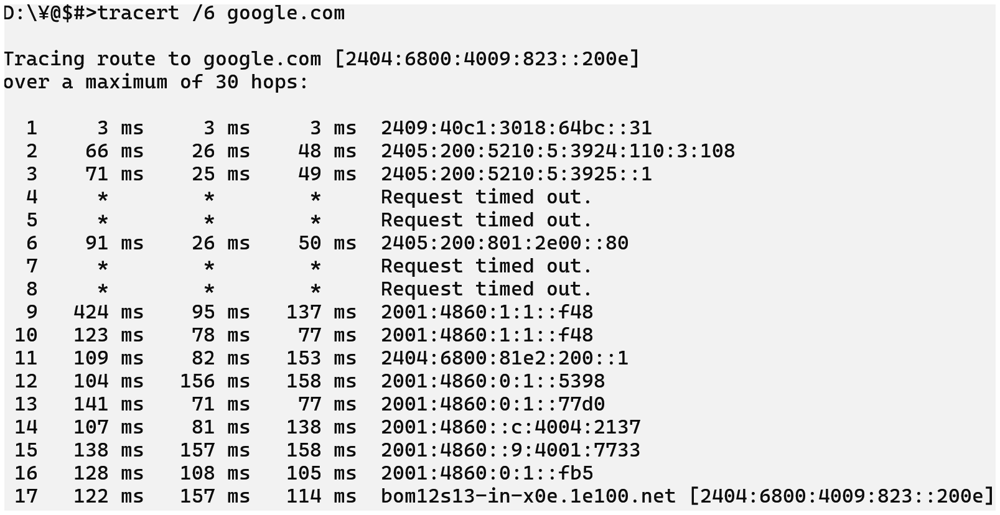 D:\¥@$#>tracert /6 google.com
Tracing route to google.com [2404:6800:4009:823::200e]
over a maximum of 30 hops:
1 3 ms 3 ms 3 ms 2409:40c1:3018:64bc::31
2 66 ms 26 ms 48 ms 2405:200:5210:5:3924:110:3:108
3 71 ms 25 ms 49 ms 2405:200:5210:5:3925::1
4 * * * Request timed out.
5 * * * Request timed out.
6 91 ms 26 ms 50 ms 2405:200:801:2e00::80
7 * * * Request timed out.
8 * * * Request timed out.
9 424 ms 95 ms 137 ms 2001:4860:1:1::f48
10 123 ms 78 ms 77 ms 2001:4860:1:1::f48
11 109 ms 82 ms 153 ms 2404:6800:81e2:200::1
12 104 ms 156 ms 158 ms 2001:4860:0:1::5398
13 141 ms 71 ms 77 ms 2001:4860:0:1::77d0
14 107 ms 81 ms 138 ms 2001:4860::c:4004:2137
15 138 ms 157 ms 158 ms 2001:4860::9:4001:7733
16 128 ms 108 ms 105 ms 2001:4860:0:1::fb5
17 122 ms 157 ms 114 ms bom12s13-in-x0e.1e100.net [2404:6800:4009:823::200e]